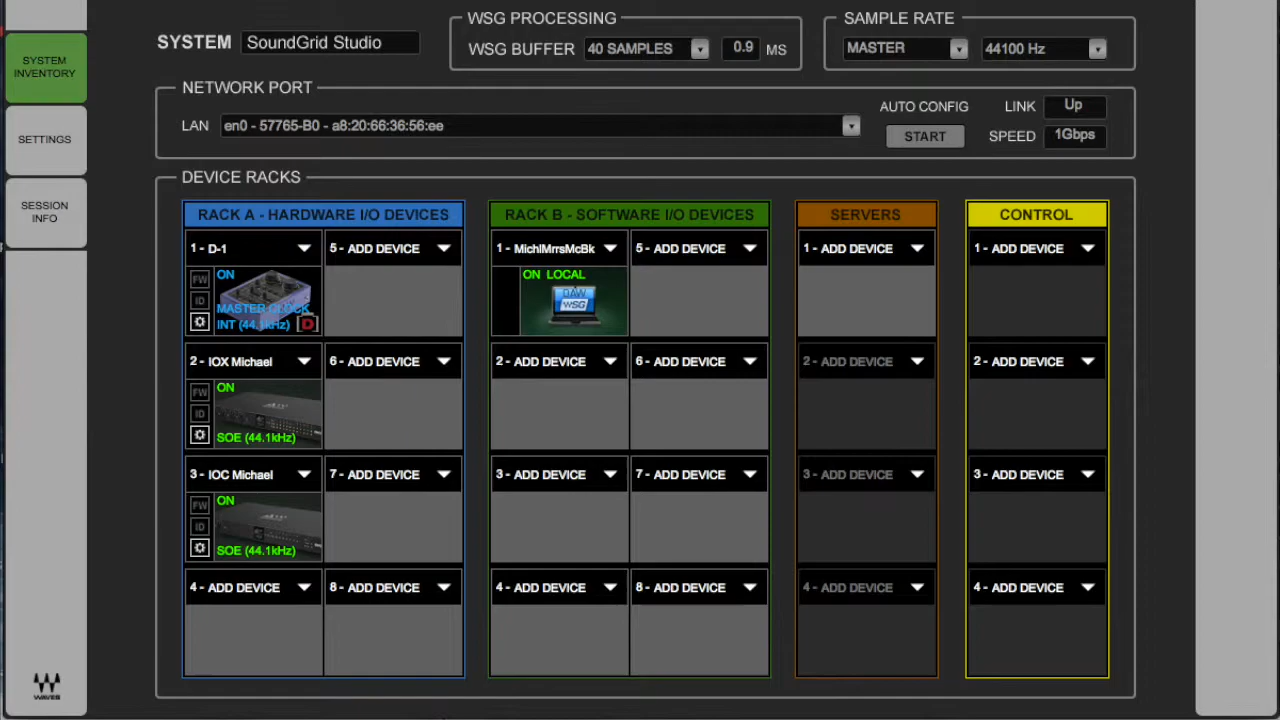 SYSTEM
INVENTORY
SETTINGS
SESSION
INFO
WAVES
SYSTEM SoundGrid Studio
WSG PROCESSING
WSG BUFFER 40 SAMPLES 0.9 MS
SAMPLE RATE
MASTER 44100 Hz
NETWORK PORT
LAN en0 - 57765-B0 - a8:20:66:36:56:ee
AUTO CONFIG
START
LINK Up
SPEED 1Gbps
DEVICE RACKS
RACK A - HARDWARE I/O DEVICES
1 - D-1
FW
ID
ON
MASTER CLOCK
INT (44.1kHz) D
2 - IOX Michael
FW
ID
ON
SOE (44.1kHz)
3 - IOC Michael
FW
ID
ON
SOE (44.1kHz)
4 - ADD DEVICE
5 - ADD DEVICE
6 - ADD DEVICE
7 - ADD DEVICE
8 - ADD DEVICE
RACK B - SOFTWARE I/O DEVICES
1 - MichlMrrsMcBk
ON LOCAL
DAW
WSG
2 - ADD DEVICE
3 - ADD DEVICE
4 - ADD DEVICE
5 - ADD DEVICE
6 - ADD DEVICE
7 - ADD DEVICE
8 - ADD DEVICE
SERVERS
1 - ADD DEVICE
2 - ADD DEVICE
3 - ADD DEVICE
4 - ADD DEVICE
CONTROL
1 - ADD DEVICE
2 - ADD DEVICE
3 - ADD DEVICE
4 - ADD DEVICE